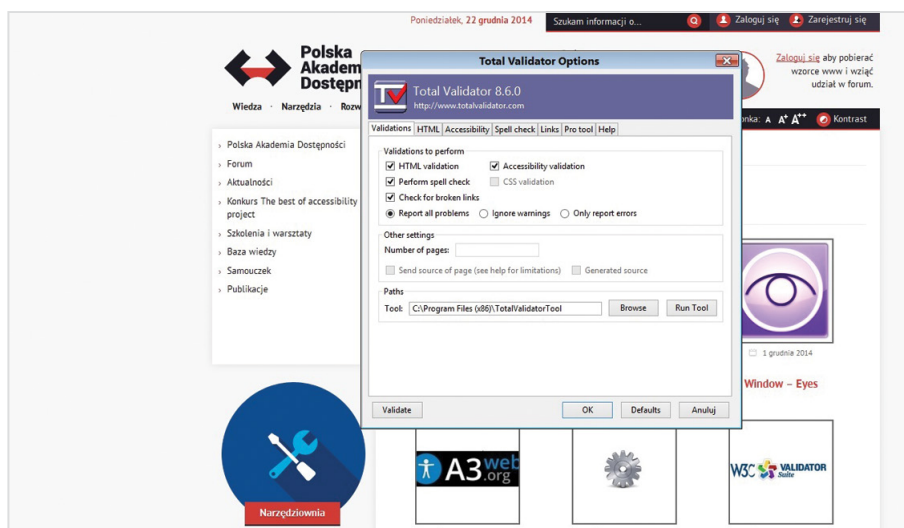 Poniedziałek, 22 grudnia 2014
Szukam informacji o...
Zaloguj się
Zarejestruj się
Polska
Akadem
Dostępn
Wiedza · Narzędzia · Rozw
Zaloguj się aby pobierać
wzorce www i wziąć
udział w forum.
nka: A A+ A++ Kontrast
› Polska Akademia Dostępności
› Forum
› Aktualności
› Konkurs The best of accessibility
project
› Szkolenia i warsztaty
› Baza wiedzy
› Samouczek
› Publikacje
Narzędziownia
Total Validator Options
TV
Total Validator 8.6.0
http://www.totalvalidator.com
Validations HTML Accessibility Spell check Links Pro tool Help
Validations to perform
HTML validation Accessibility validation
Perform spell check CSS validation
Check for broken links
Report all problems Ignore warnings Only report errors
Other settings
Number of pages:
Send source of page (see help for limitations) Generated source
Paths
Tool: C:\Program Files (x86)\TotalValidatorTool Browse Run Tool
Validate OK Defaults Anuluj
1 grudnia 2014
Window – Eyes
A3web.org
W3C VALIDATOR
Suite